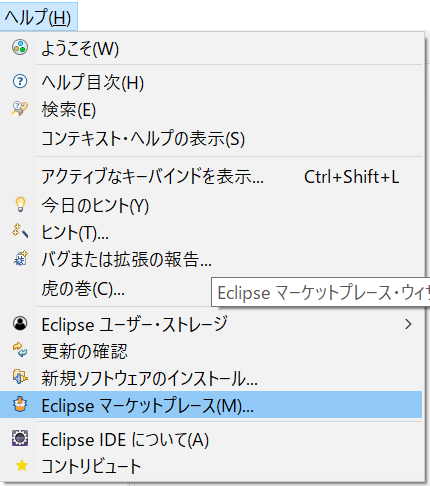 ヘルプ(H)
ようこそ(W)
ヘルプ目次(H)
検索(E)
コンテキスト・ヘルプの表示(S)
アクティブなキーバインドを表示... Ctrl+Shift+L
今日のヒント(Y)
ヒント(T)...
バグまたは拡張の報告...
虎の巻(C)...
Eclipse マーケットプレース・ウィ
Eclipse ユーザー・ストレージ
更新の確認
新規ソフトウェアのインストール...
Eclipse マーケットプレース(M)...
Eclipse IDE について(A)
コントリビュート